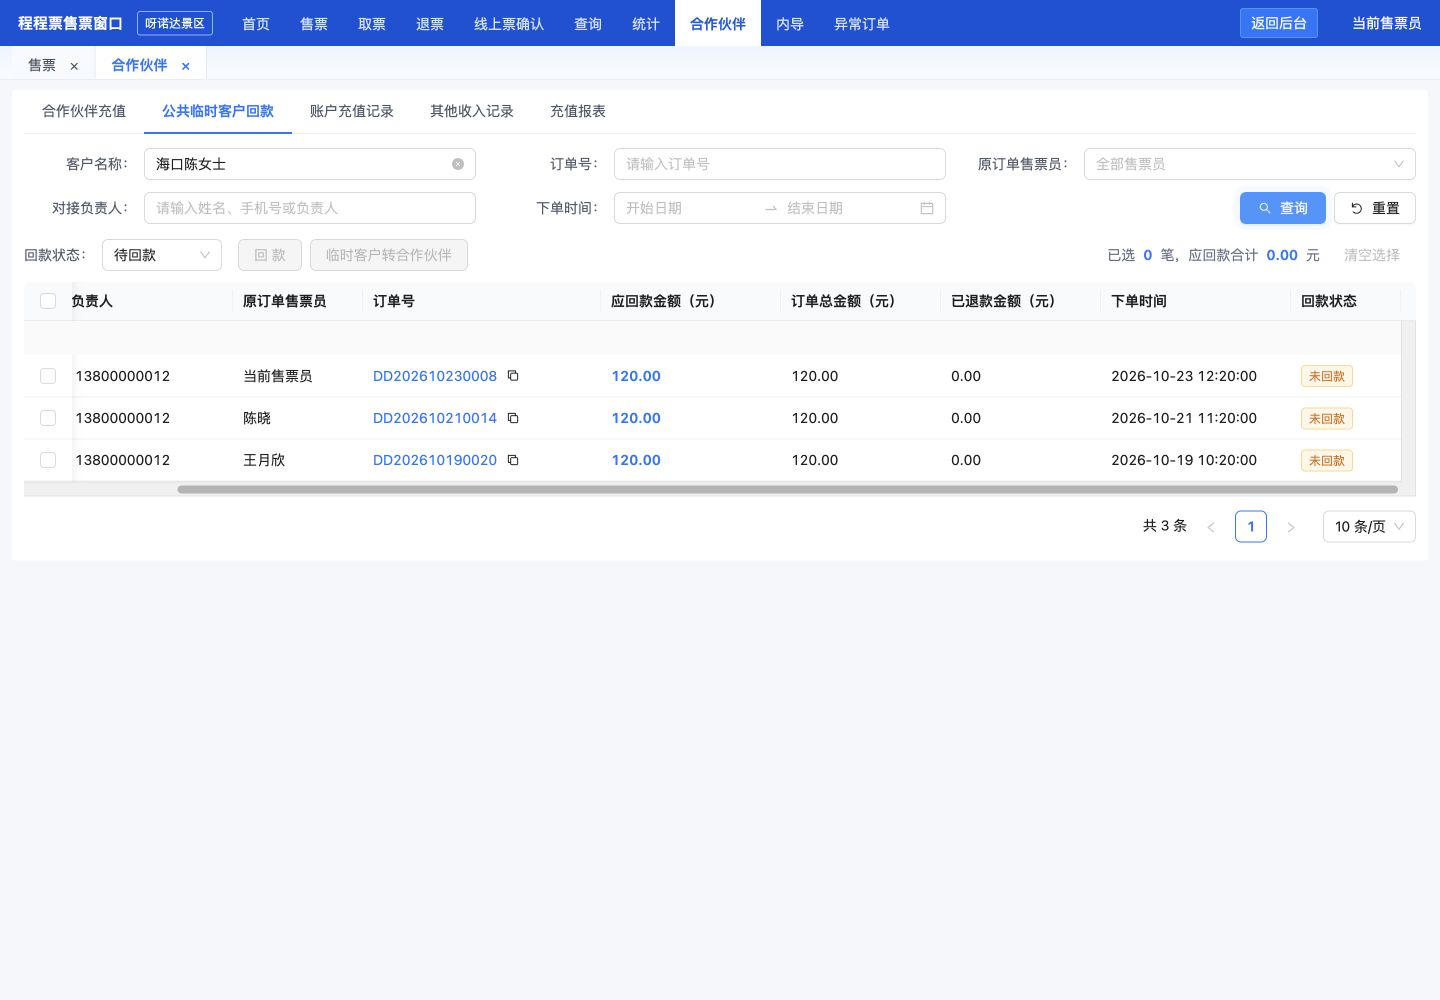 程程票售票窗口 呀诺达景区 首页 售票 取票 退票 线上票确认 查询 统计 合作伙伴 内导 异常订单 返回后台 当前售票员
售票 × 合作伙伴 ×
合作伙伴充值 公共临时客户回款 账户充值记录 其他收入记录 充值报表
客户名称： 海口陈女士 订单号： 请输入订单号 原订单售票员： 全部售票员
对接负责人： 请输入姓名、手机号或负责人 下单时间： 开始日期 结束日期 查询 重置
回款状态： 待回款 回 款 临时客户转合作伙伴 已选 0 笔，应回款合计 0.00 元 清空选择
负责人 原订单售票员 订单号 应回款金额（元） 订单总金额（元） 已退款金额（元） 下单时间 回款状态
13800000012 当前售票员 DD202610230008 120.00 120.00 0.00 2026-10-23 12:20:00 未回款
13800000012 陈晓 DD202610210014 120.00 120.00 0.00 2026-10-21 11:20:00 未回款
13800000012 王月欣 DD202610190020 120.00 120.00 0.00 2026-10-19 10:20:00 未回款
共 3 条 < 1 > 10 条/页